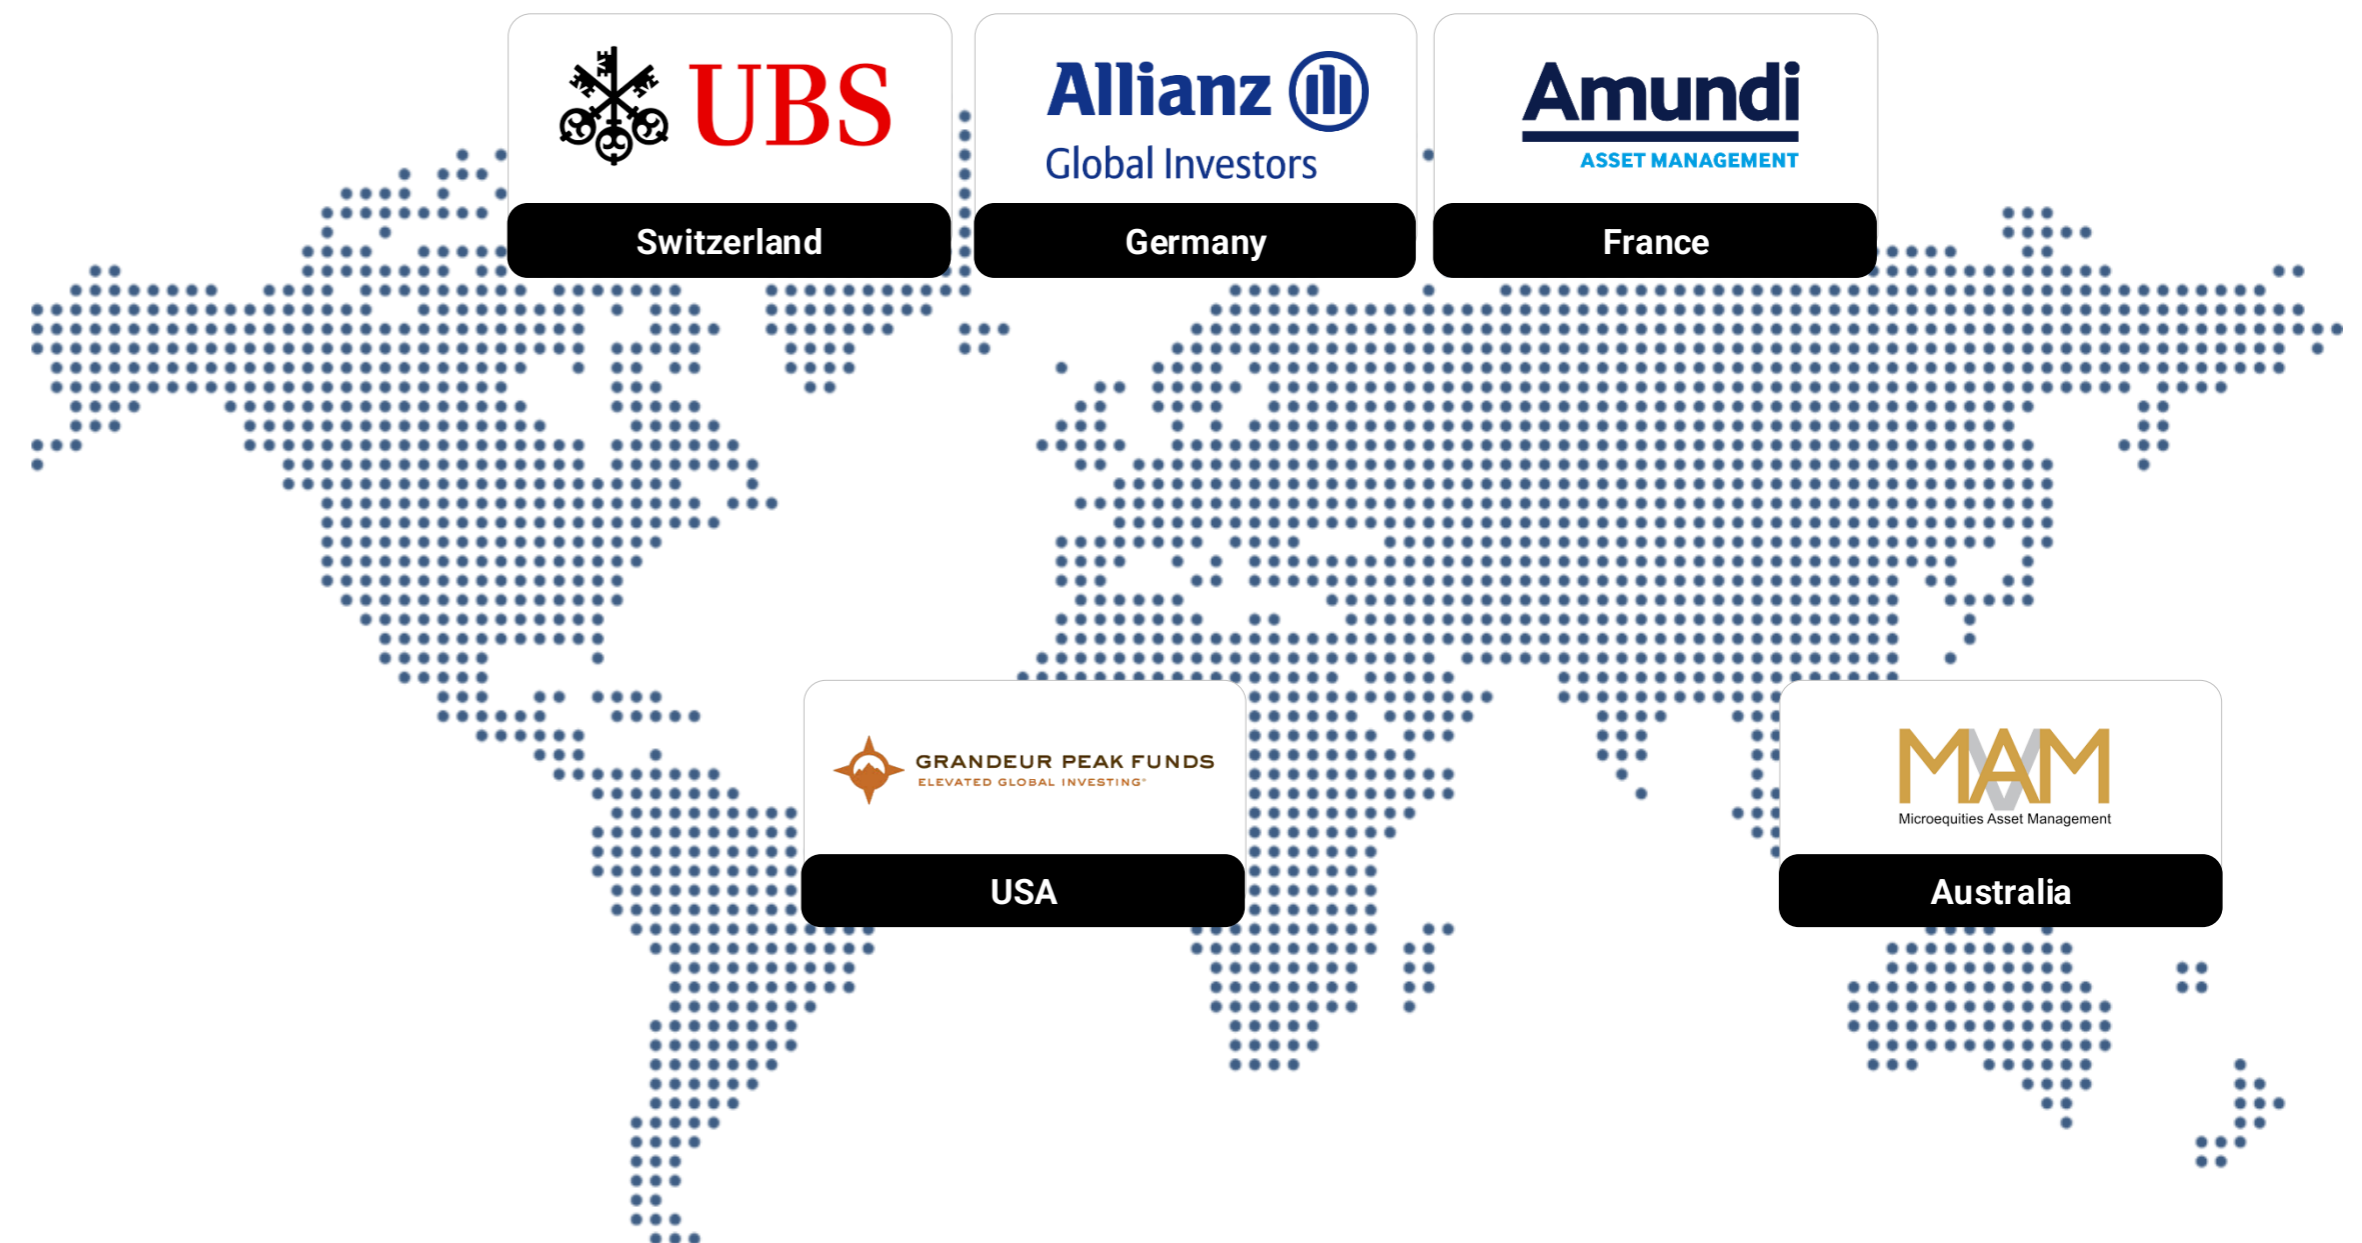 UBS
Switzerland
Allianz
Global Investors
Germany
Amundi
ASSET MANAGEMENT
France
GRANDEUR PEAK FUNDS
ELEVATED GLOBAL INVESTING
USA
MAM
Microequities Asset Management
Australia